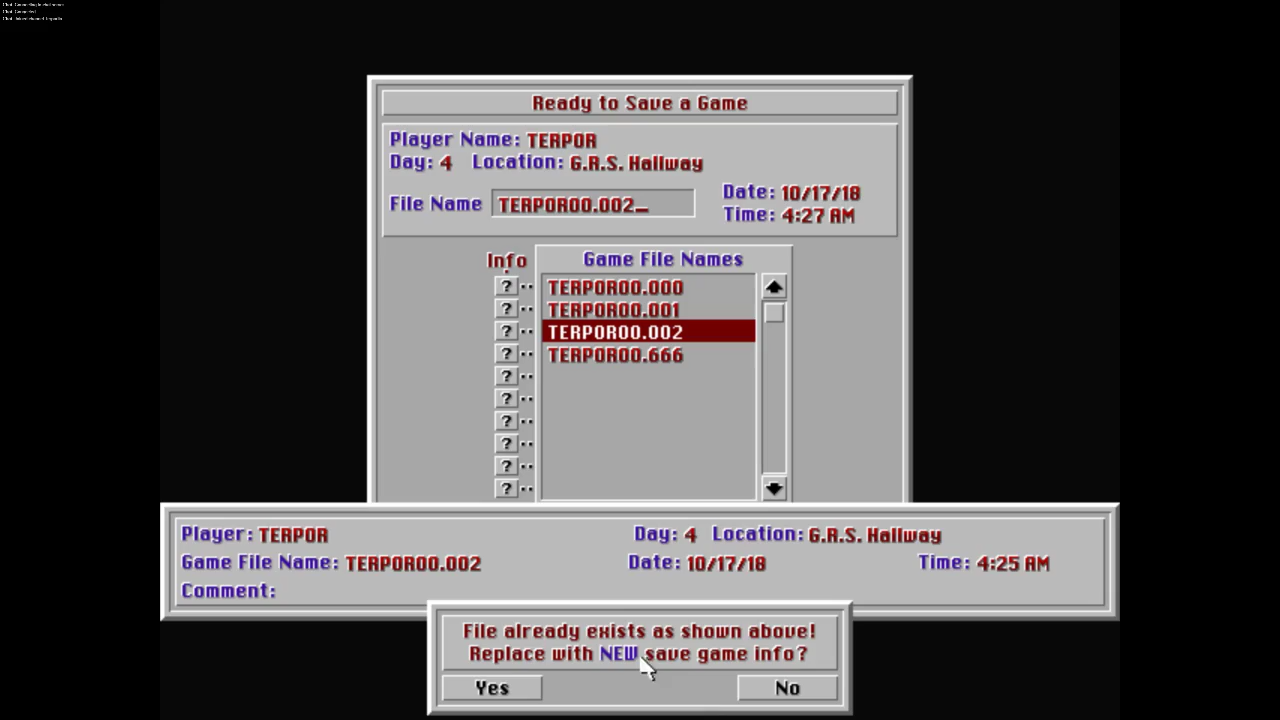 Ready to Save a Game
Player Name: TERPOR
Day: 4 Location: G.R.S. Hallway
File Name TERPOR00.002_
Date: 10/17/18
Time: 4:27 AM
Info
Game File Names
? ·· TERPOR00.000
? ·· TERPOR00.001
? ·· TERPOR00.002
? ·· TERPOR00.666
? ··
? ··
? ··
? ··
? ··
? ··
Player: TERPOR Day: 4 Location: G.R.S. Hallway
Game File Name: TERPOR00.002 Date: 10/17/18 Time: 4:25 AM
Comment:
File already exists as shown above!
Replace with NEW save game info?
Yes No